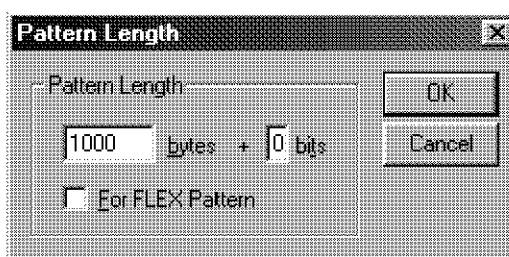 Pattern Length
Pattern Length
OK
1000 bytes + 0 bits
Cancel
For FLEX Pattern